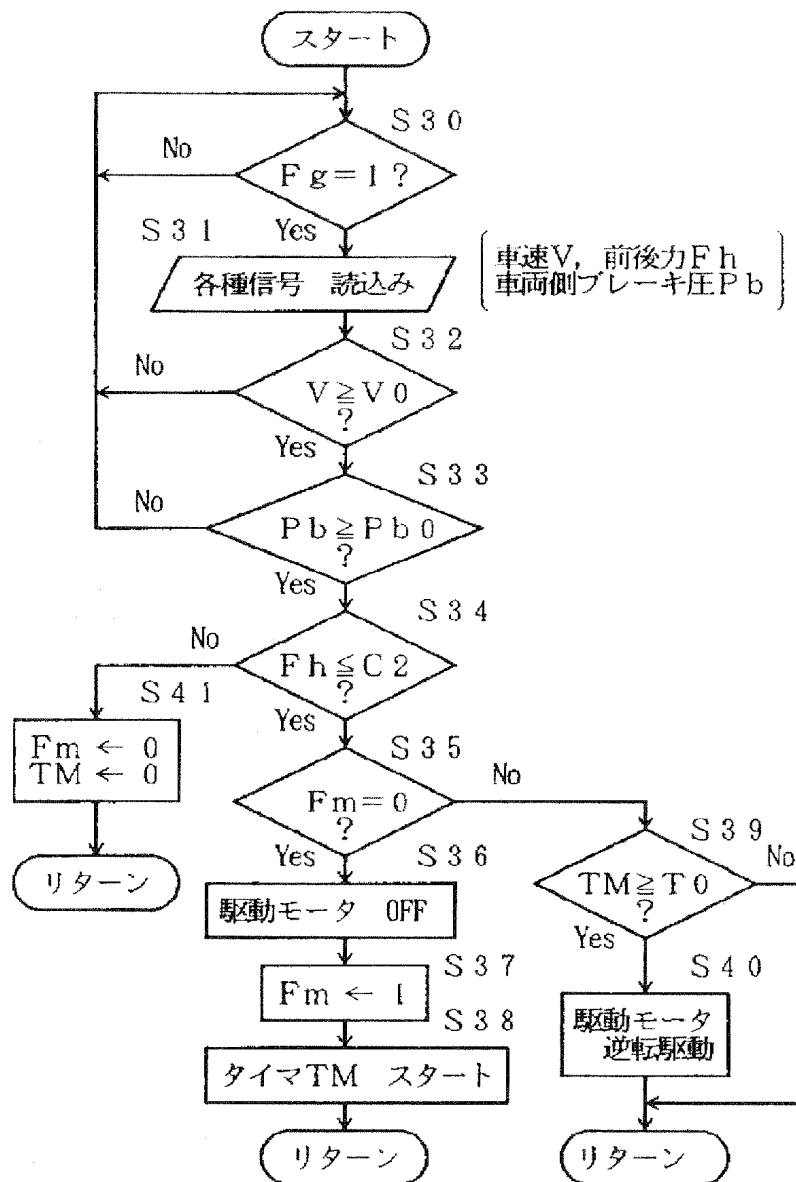 スタート
S30
No
Fg=1?
S31
Yes
各種信号 読込み
車速V, 前後力Fh
車両側ブレーキ圧Pb
S32
No
V≧V0
?
Yes
S33
No
Pb≧Pb0
?
Yes
S34
No
Fh≦C2
?
S41
Yes
Fm ← 0
TM ← 0
リターン
S35
No
Fm=0
?
Yes
S36
駆動モータ OFF
S37
Fm ← 1
S38
タイマTM スタート
リターン
S39
No
TM≧T0
?
Yes
S40
駆動モータ
逆転駆動
リターン